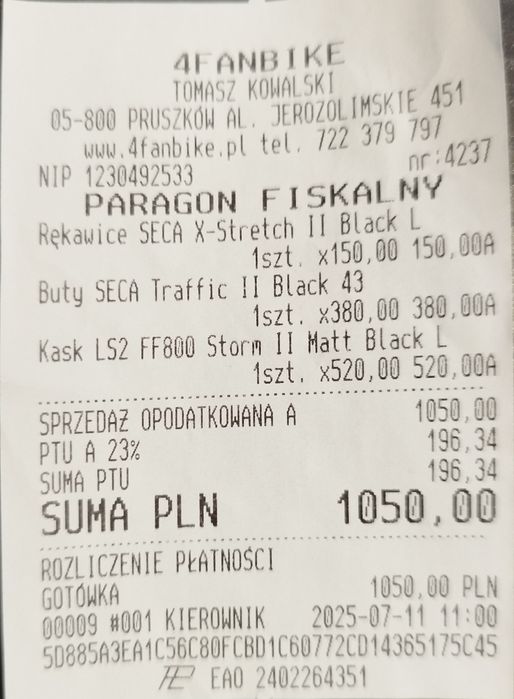 4FANBIKE
TOMASZ KOWALSKI
05-800 PRUSZKÓW AL. JEROZOLIMSKIE 451
www.4fanbike.pl tel. 722 379 797
NIP 1230492533 nr:4237
PARAGON FISKALNY
Rękawice SECA X-Stretch II Black L
1szt. x150,00 150,00A
Buty SECA Traffic II Black 43
1szt. x380,00 380,00A
Kask LS2 FF800 Storm II Matt Black L
1szt. x520,00 520,00A
SPRZEDAŻ OPODATKOWANA A 1050,00
PTU A 23% 196,34
SUMA PTU 196,34
SUMA PLN 1050,00
ROZLICZENIE PŁATNOŚCI
GOTÓWKA 1050,00 PLN
00009 #001 KIEROWNIK 2025-07-11 11:00
5D885A3EA1C56C80FCBD1C60772CD14365175C45
EAO 2402264351